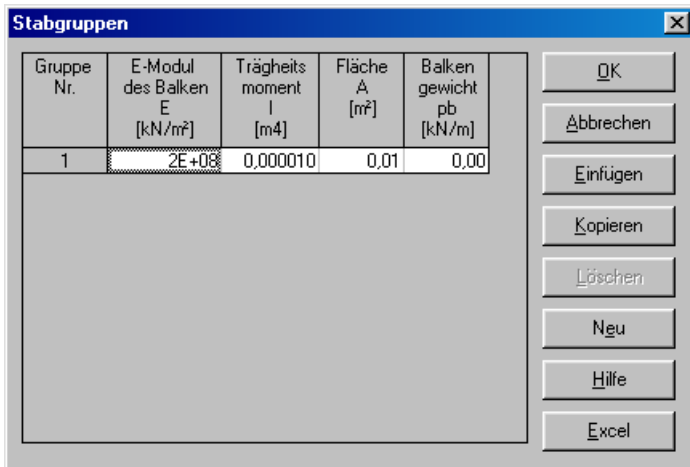 Stabgruppen
Gruppe E-Modul Trägheits Fläche Balken
Nr. des Balken moment A gewicht
E I [m²] pb
[kN/m²] [m4] [kN/m]
1 2E+08 0,000010 0,01 0,00
OK
Abbrechen
Einfügen
Kopieren
Löschen
Neu
Hilfe
Excel